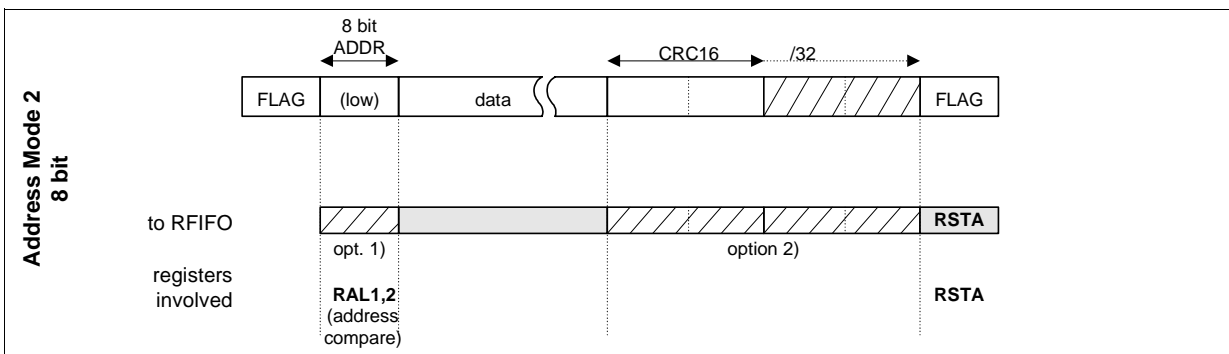 Address Mode 2
8 bit
8 bit
ADDR
CRC16 /32
FLAG (low) data FLAG
to RFIFO RSTA
opt. 1) option 2)
registers
involved
RAL1,2 RSTA
(address
compare)